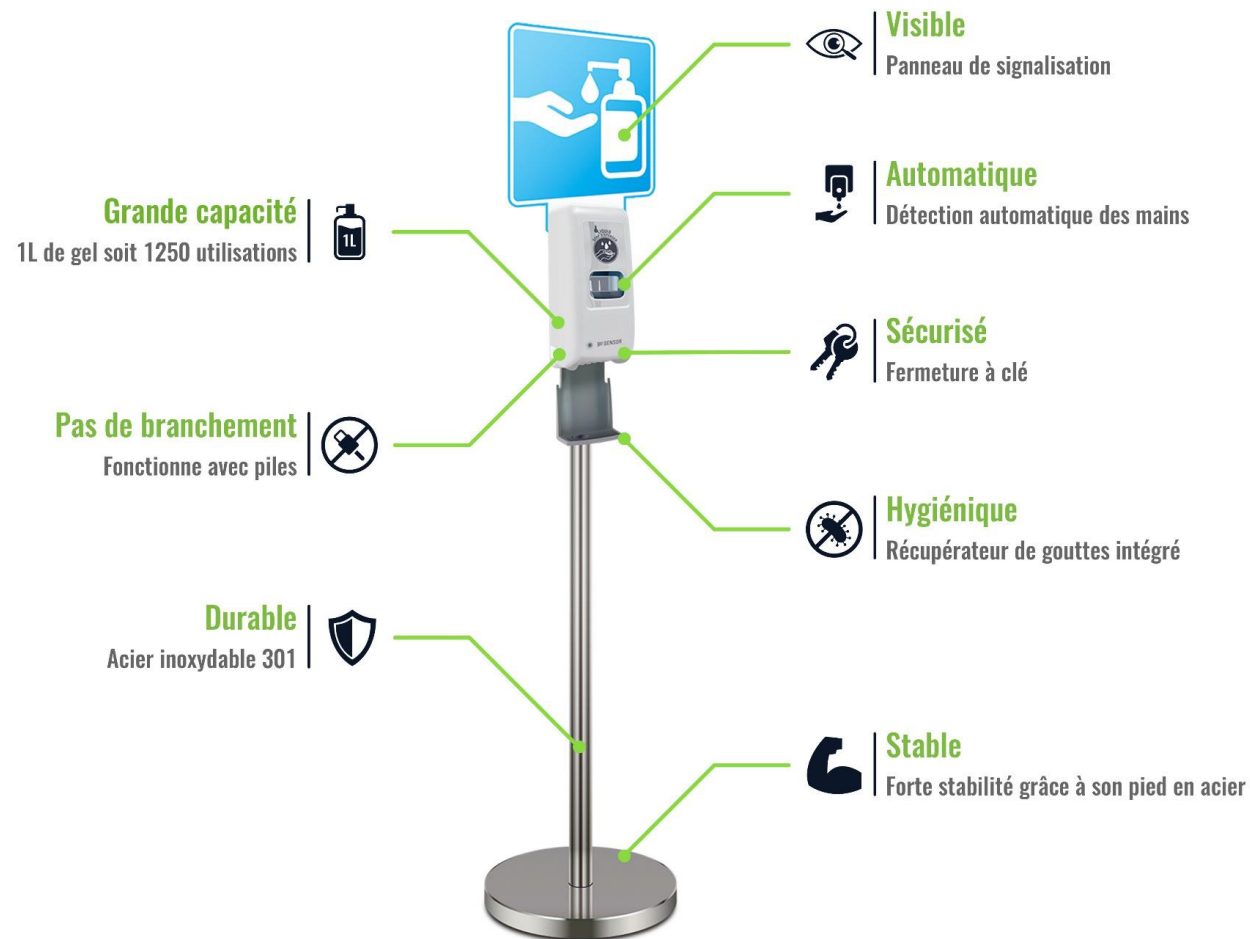 Visible
Panneau de signalisation
Automatique
Détection automatique des mains
Grande capacité
1L de gel soit 1250 utilisations
1L
Sécurisé
Fermeture à clé
SENSOR
Pas de branchement
Fonctionne avec piles
Hygiénique
Récupérateur de gouttes intégré
Durable
Acier inoxydable 301
Stable
Forte stabilité grâce à son pied en acier